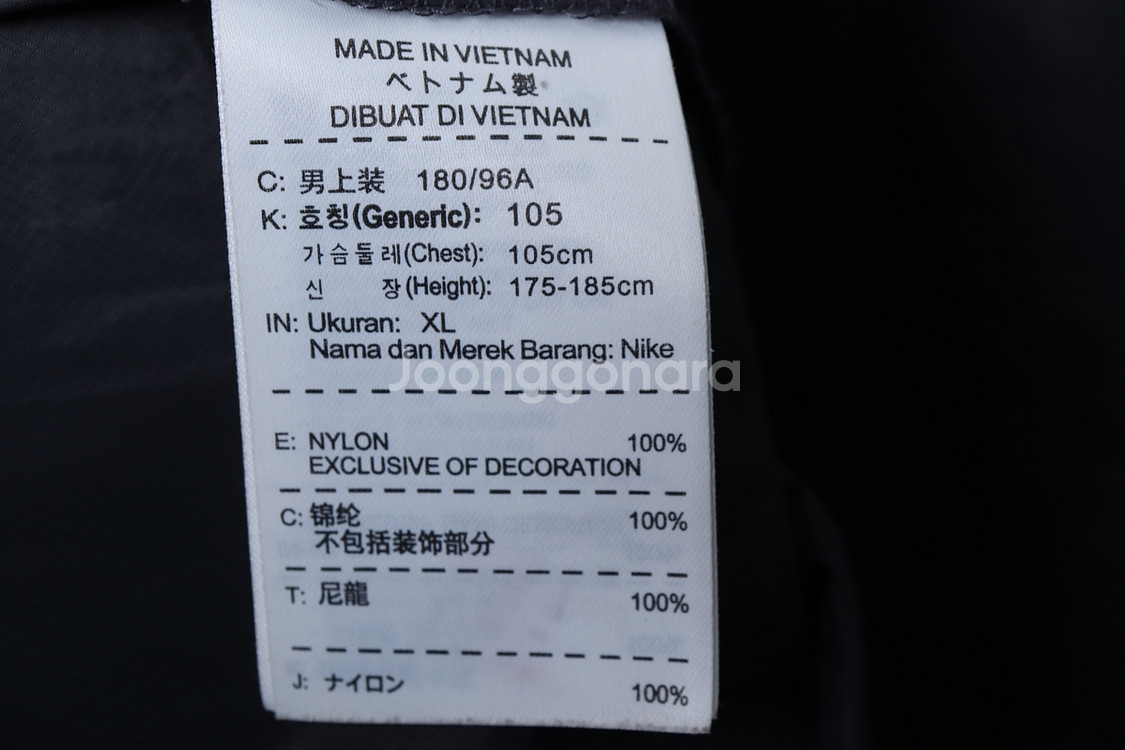 MADE IN VIETNAM
ベトナム製
DIBUAT DI VIETNAM
C: 男上装 180/96A
K: 호칭(Generic): 105
가슴둘레(Chest): 105cm
신 장(Height): 175-185cm
IN: Ukuran: XL
Nama dan Merek Barang: Nike
Joonggonara
E: NYLON 100%
EXCLUSIVE OF DECORATION
C: 锦纶 100%
不包括装饰部分
T: 尼龍 100%
J: ナイロン 100%